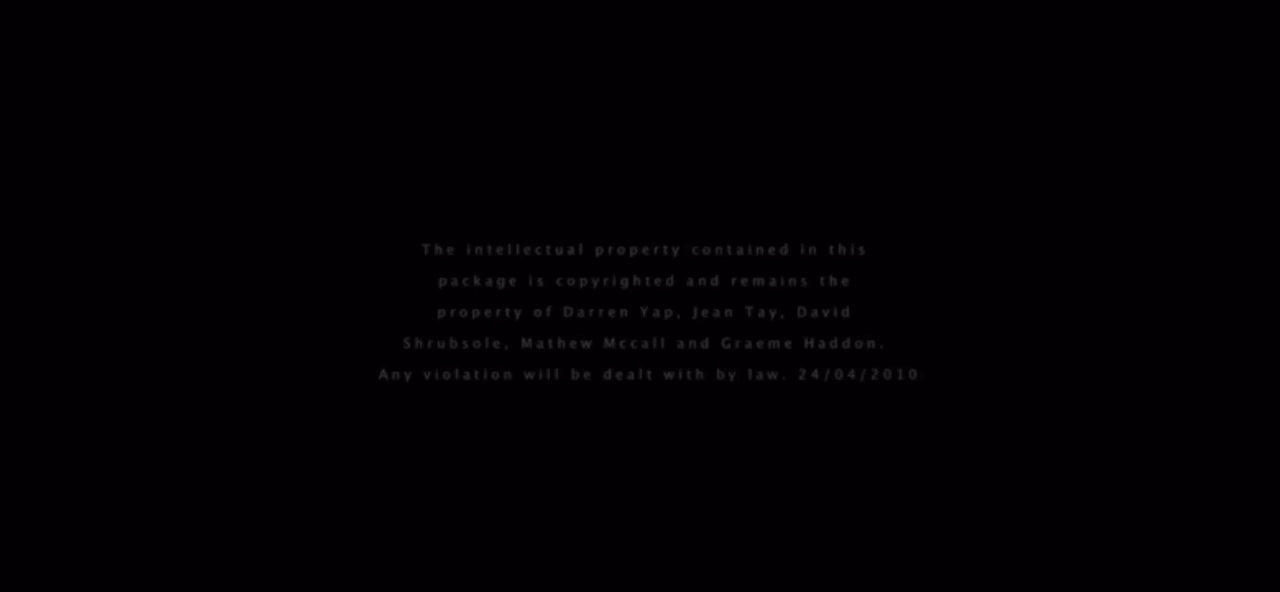 The intellectual property contained in this
package is copyrighted and remains the
property of Darren Yap, Jean Tay, David
Shrubsole, Mathew Mccall and Graeme Haddon.
Any violation will be dealt with by law. 24/04/2010